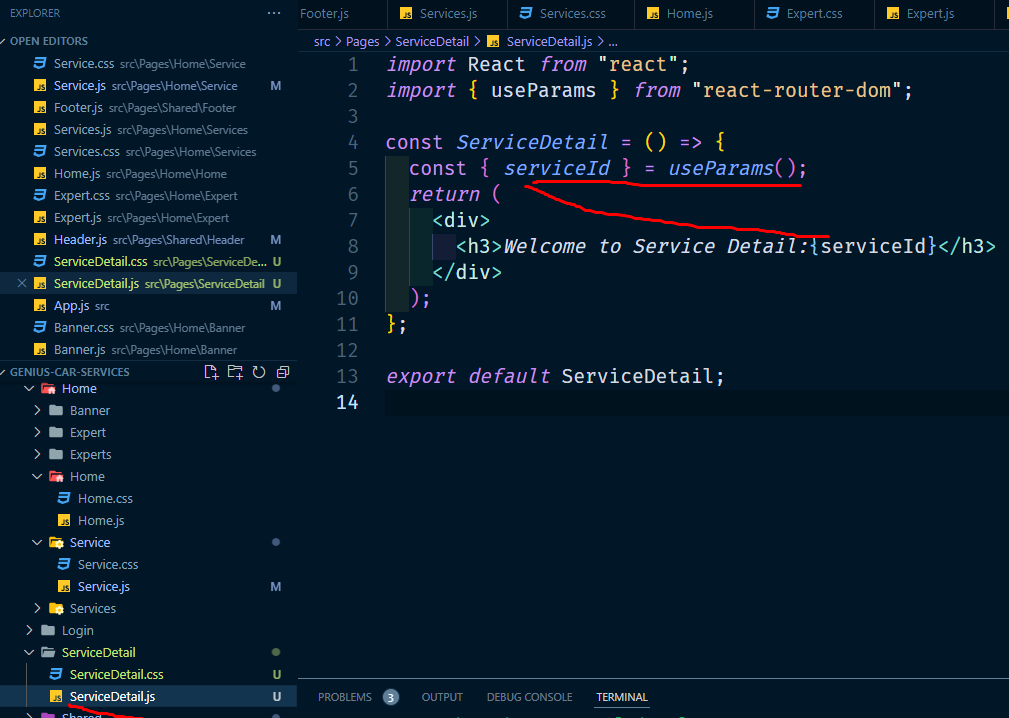 EXPLORER ...
OPEN EDITORS
Service.css src\Pages\Home\Service
Service.js src\Pages\Home\Service M
Footer.js src\Pages\Shared\Footer
Services.js src\Pages\Home\Services
Services.css src\Pages\Home\Services
Home.js src\Pages\Home\Home
Expert.css src\Pages\Home\Expert
Expert.js src\Pages\Home\Expert
Header.js src\Pages\Shared\Header M
ServiceDetail.css src\Pages\ServiceDe... U
ServiceDetail.js src\Pages\ServiceDetail U
App.js src M
Banner.css src\Pages\Home\Banner
Banner.js src\Pages\Home\Banner
GENIUS-CAR-SERVICES
Home
Banner
Expert
Experts
Home
Home.css
Home.js
Service
Service.css
Service.js M
Services
Login
ServiceDetail
ServiceDetail.css U
ServiceDetail.js U
Shared
Footer.js Services.js Services.css Home.js Expert.css Expert.js
src > Pages > ServiceDetail > ServiceDetail.js > ...
1 import React from "react";
2 import { useParams } from "react-router-dom";
3
4 const ServiceDetail = () => {
5 const { serviceId } = useParams();
6 return (
7 <div>
8 <h3>Welcome to Service Detail:{serviceId}</h3>
9 </div>
10 );
11 };
12
13 export default ServiceDetail;
14
PROBLEMS 3 OUTPUT DEBUG CONSOLE TERMINAL